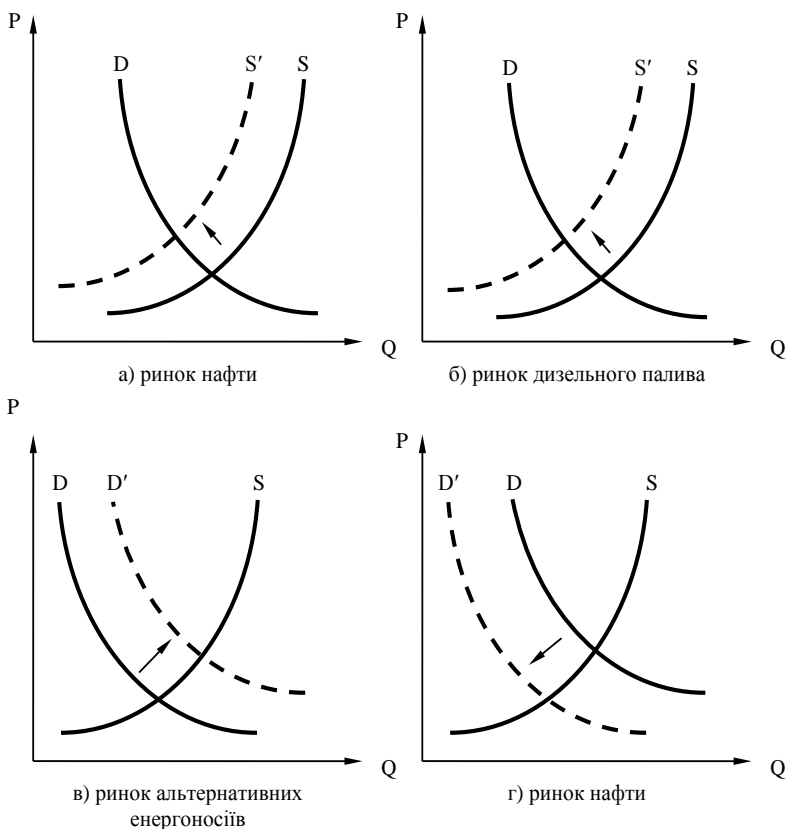 P
D S′ S
Q
а) ринок нафти
P
D S′ S
Q
б) ринок дизельного палива
P
D D′ S
Q
в) ринок альтернативних
енергоносіїв
P
D′ D S
Q
г) ринок нафти